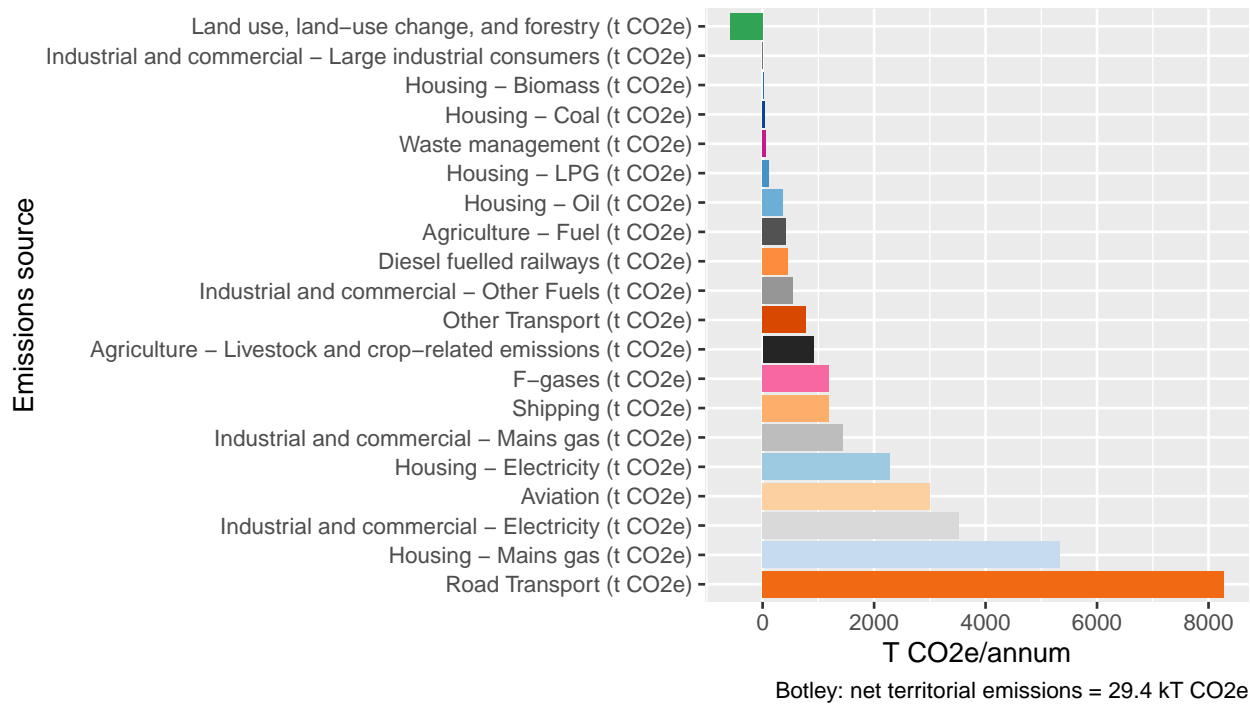 Emissions source
Land use, land−use change, and forestry (t CO2e)
Industrial and commercial − Large industrial consumers (t CO2e)
Housing − Biomass (t CO2e)
Housing − Coal (t CO2e)
Waste management (t CO2e)
Housing − LPG (t CO2e)
Housing − Oil (t CO2e)
Agriculture − Fuel (t CO2e)
Diesel fuelled railways (t CO2e)
Industrial and commercial − Other Fuels (t CO2e)
Other Transport (t CO2e)
Agriculture − Livestock and crop−related emissions (t CO2e)
F−gases (t CO2e)
Shipping (t CO2e)
Industrial and commercial − Mains gas (t CO2e)
Housing − Electricity (t CO2e)
Aviation (t CO2e)
Industrial and commercial − Electricity (t CO2e)
Housing − Mains gas (t CO2e)
Road Transport (t CO2e)
0 2000 4000 6000 8000
T CO2e/annum
Botley: net territorial emissions = 29.4 kT CO2e